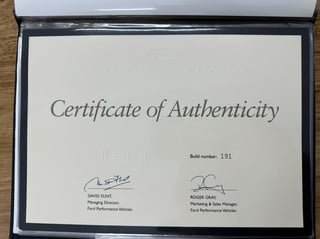 Certificate of Authenticity
Build number: 191
DAVID FLINT,
Managing Director,
Ford Performance Vehicles
ROGER GRAY,
Marketing & Sales Manager,
Ford Performance Vehicles.